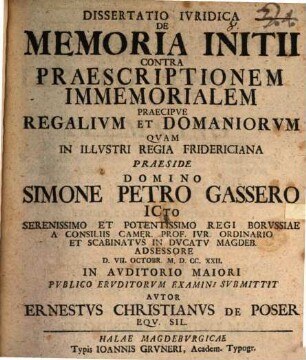 DISSERTATIO IVRIDICA
DE
MEMORIA INITII
CONTRA
PRAESCRIPTIONEM
IMMEMORIALEM
PRAECIPVE
REGALIVM ET DOMANIORVM
QVAM
IN ILLVSTRI REGIA FRIDERICIANA
PRAESIDE
DOMINO
SIMONE PETRO GASSERO
ICTO
SERENISSIMO ET POTENTISSIMO REGI BORVSSIAE
A CONSILIIS CAMER. PROF. IVR. ORDINARIO
ET SCABINATVS IN DVCATV MAGDEB.
ADSESSORE
D. VII. OCTOBR. M. D. CC. XXII.
IN AVDITORIO MAIORI
PVBLICO ERVDITORVM EXAMINI SVBMITTIT
AVTOR
ERNESTVS CHRISTIANVS DE POSER
EQV. SIL.
HALAE MAGDEBVRGICAE
Typis IOANNIS GRVNERI, Academ. Typogr.